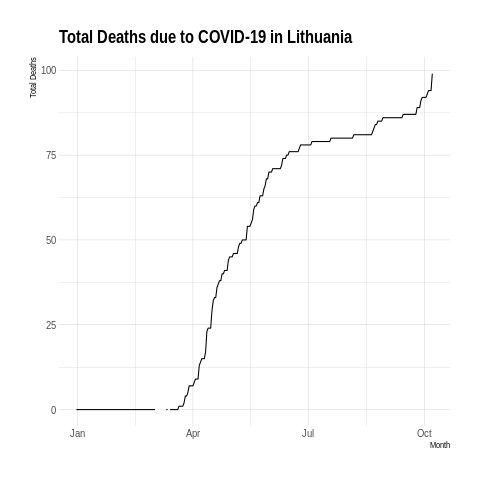 Total Deaths due to COVID-19 in Lithuania
Total Deaths
100
75
50
25
0
Jan Apr Jul Oct
Month